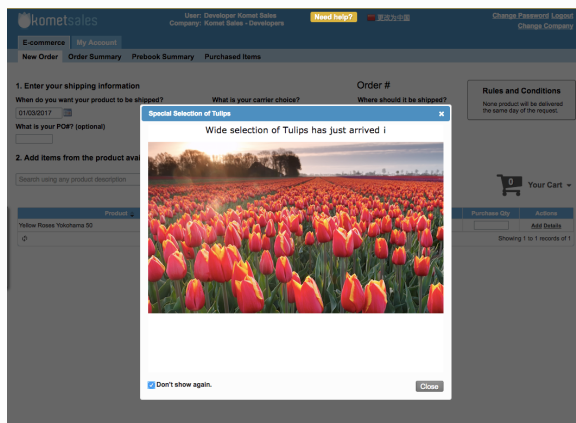 kometsales
User: Developer Komet Sales
Company: Komet Sales - Developers
Need help?
更改为中国
Change Password Logout
Change Company
E-commerce My Account
New Order Order Summary Prebook Summary Purchased Items
1. Enter your shipping information
Order #
When do you want your product to be shipped?
What is your carrier choice?
Where should it be shipped?
01/03/2017
What is your PO#? (optional)
Rules and Conditions
None product will be delivered
the same day of the request.
Special Selection of Tulips x
Wide selection of Tulips has just arrived i
2. Add items from the product avai
Search using any product description
0 Your Cart
Product
Purchase Qty Actions
Yellow Roses Yokohama 50
Add Details
Showing 1 to 1 records of 1
Don't show again.
Close